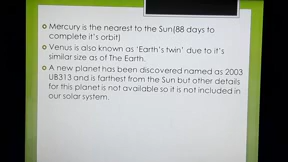 Mercury is the nearest to the Sun(88 days to
complete it's orbit)
Venus is also known as 'Earth's twin' due to it's
similar size as of The Earth.
A new planet has been discovered named as 2003
UB313 and is farthest from the Sun but other details
for this planet is not available so it is not included in
our solar system.